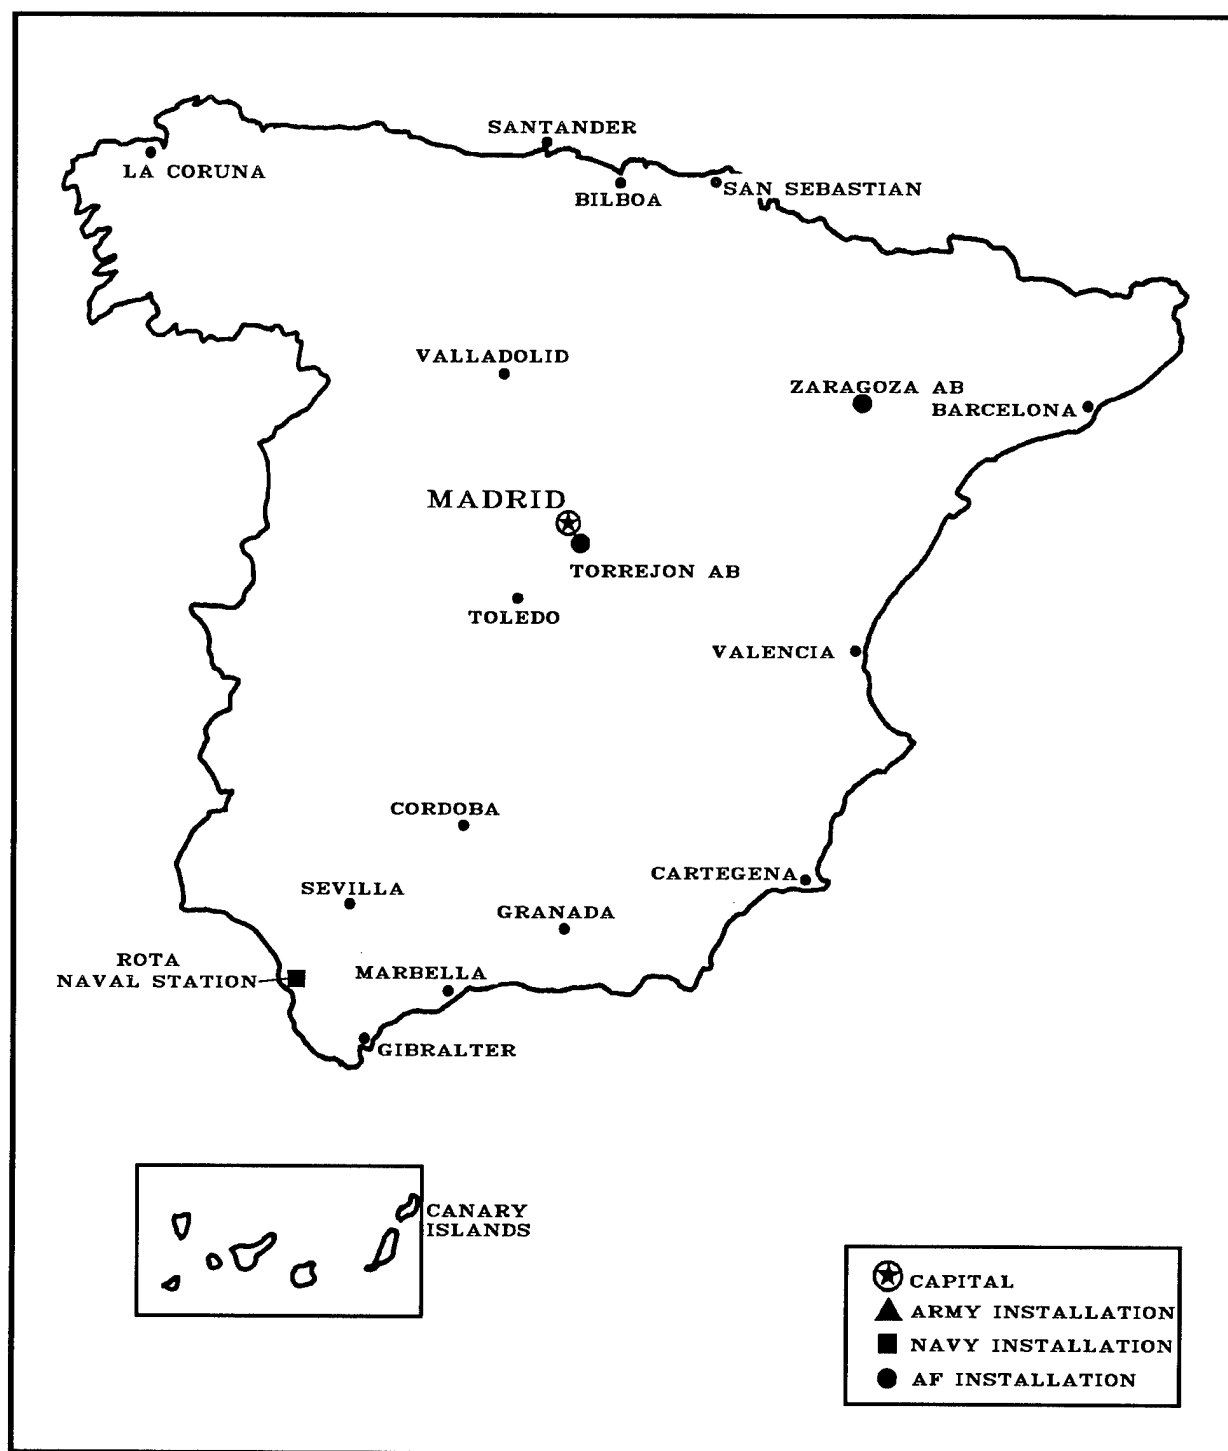 SANTANDER
LA CORUNA
BILBOA
SAN SEBASTIAN
VALLADOLID
ZARAGOZA AB
BARCELONA
MADRID
TORREJON AB
TOLEDO
VALENCIA
CORDOBA
CARTEGENA
SEVILLA
GRANADA
ROTA
NAVAL STATION
MARBELLA
GIBRALTER
CANARY
ISLANDS
CAPITAL
ARMY INSTALLATION
NAVY INSTALLATION
AF INSTALLATION